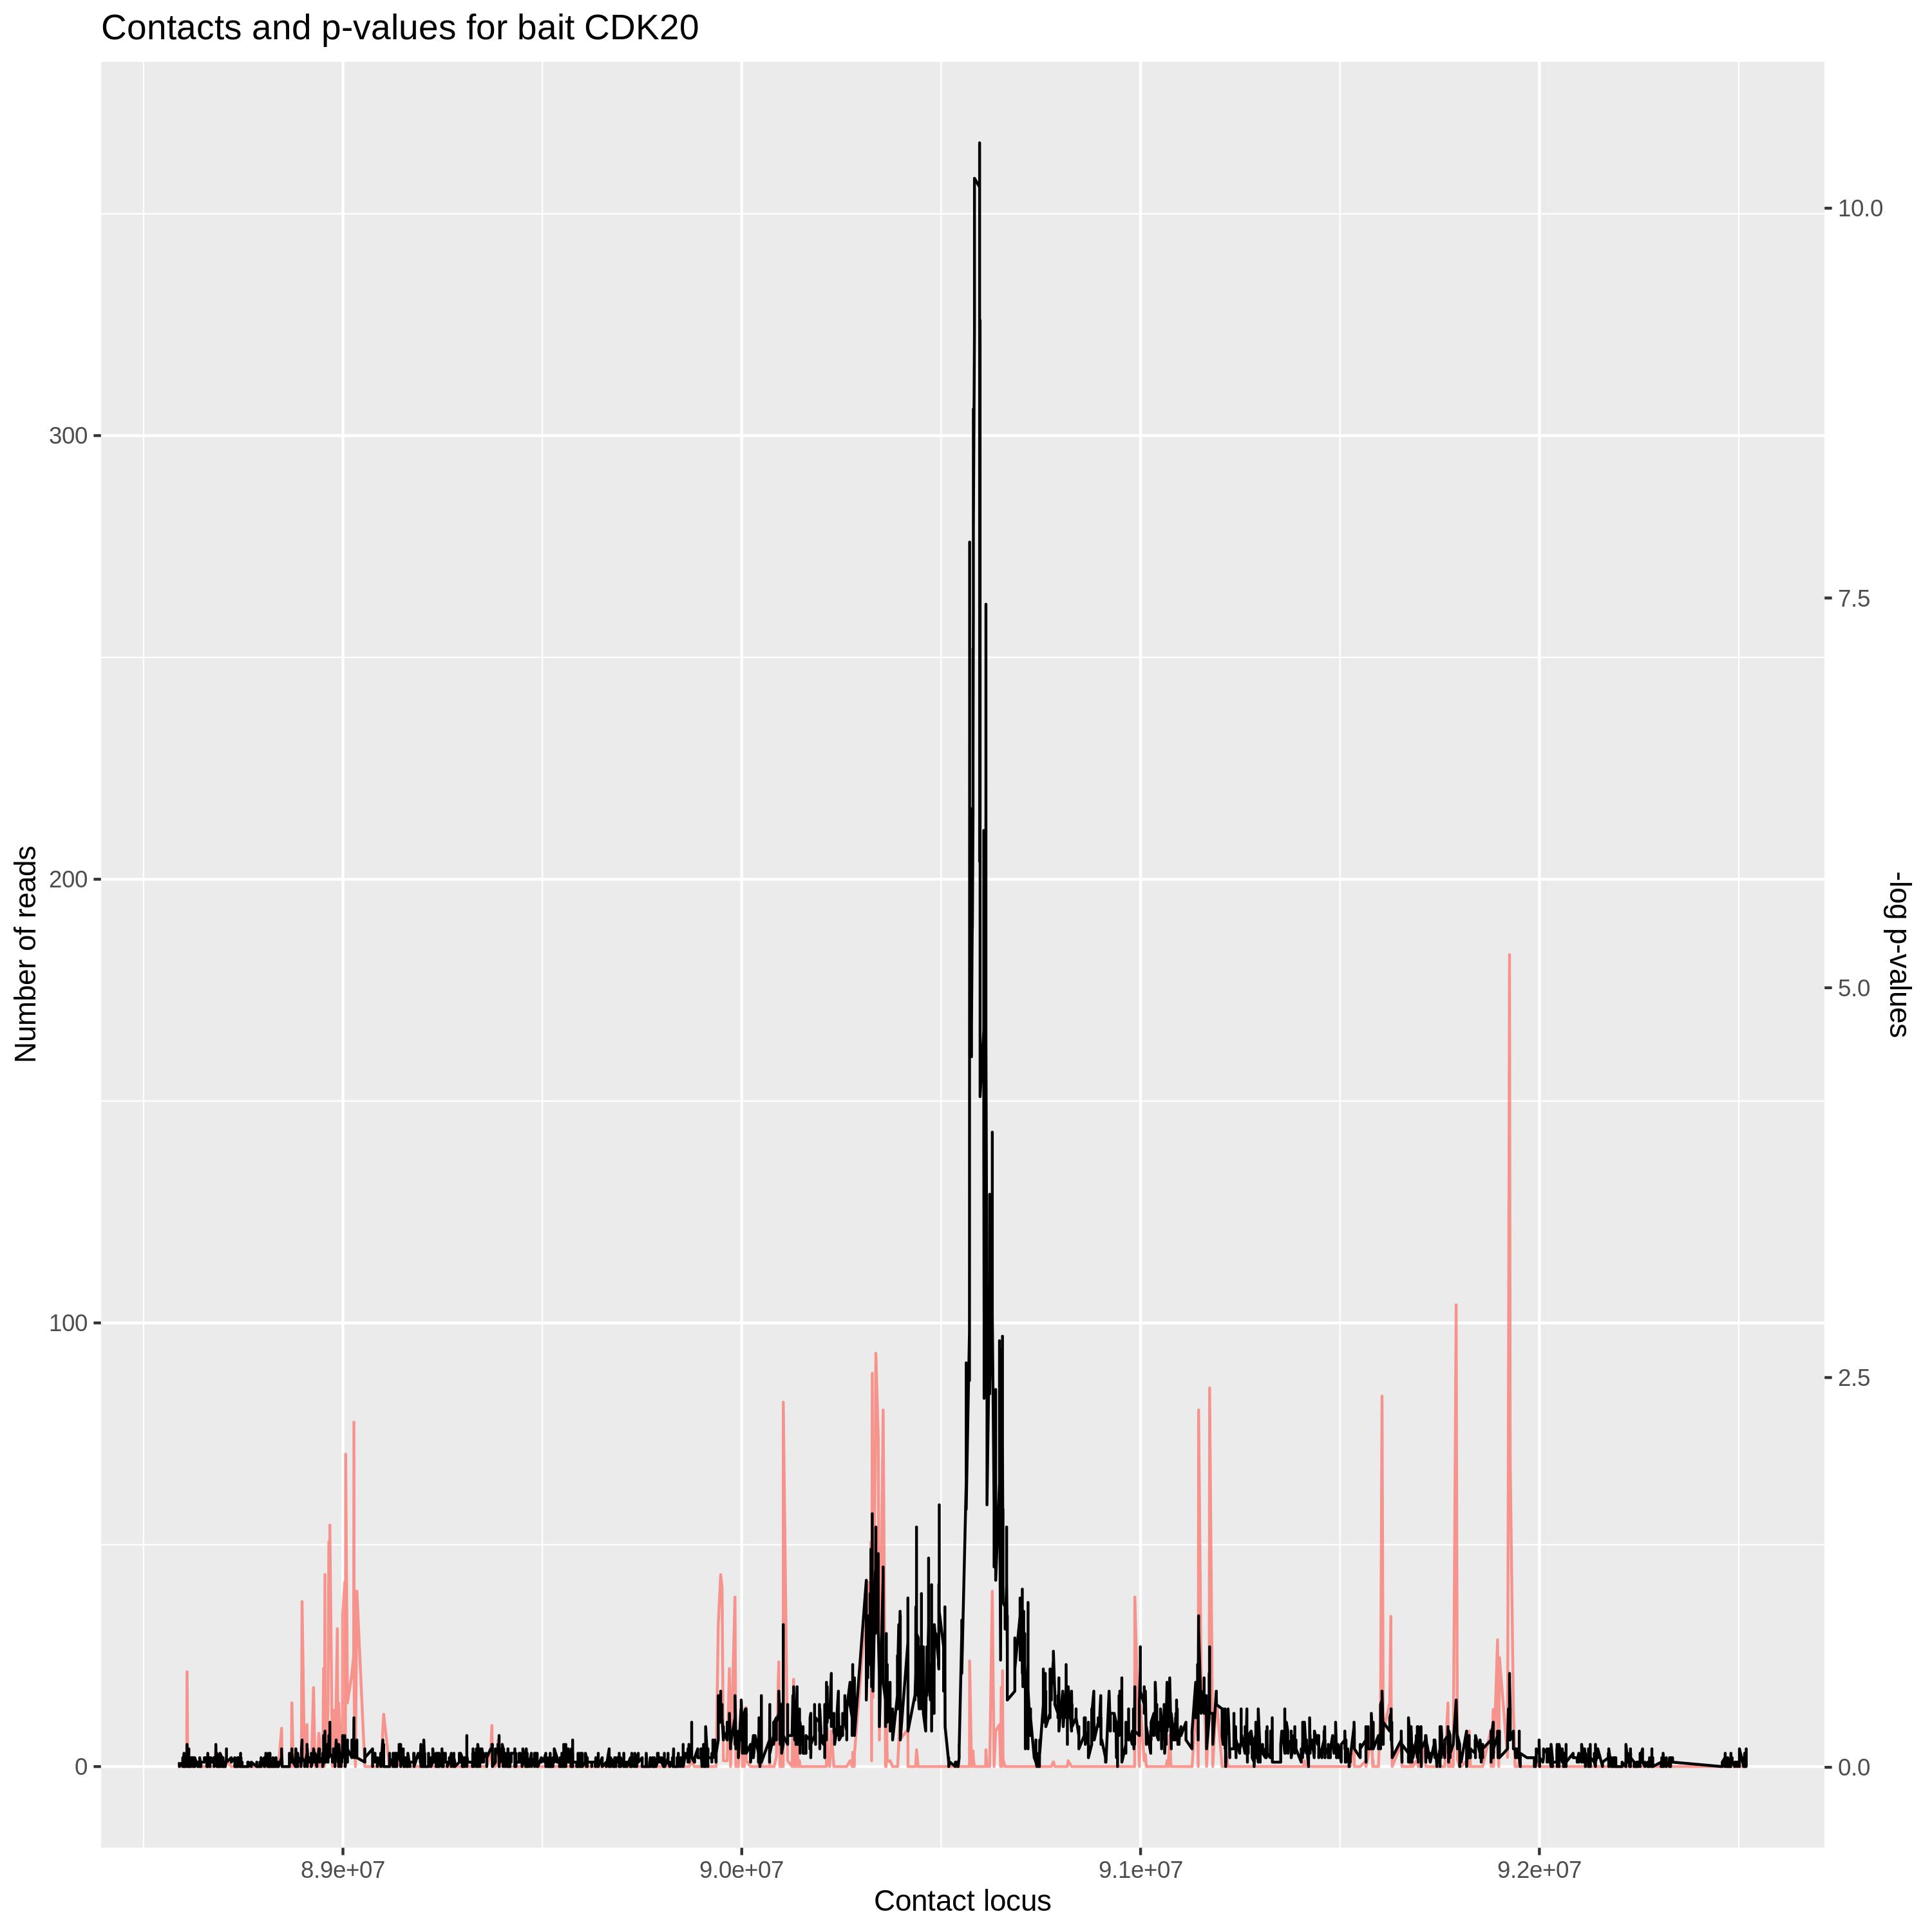 Contacts and p-values for bait CDK20
Number of reads
300
200
100
0
10.0
7.5
5.0
2.5
0.0
-log p-values
8.9e+07
9.0e+07
9.1e+07
9.2e+07
Contact locus